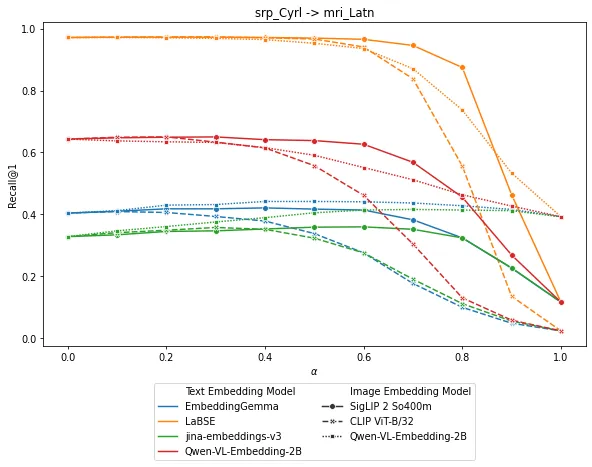 srp_Cyrl -> mri_Latn
1.0
0.8
0.6
0.4
0.2
0.0
Recall@1
0.0 0.2 0.4 0.6 0.8 1.0
α
Text Embedding Model Image Embedding Model
EmbeddingGemma SigLIP 2 So400m
LaBSE CLIP ViT-B/32
jina-embeddings-v3 Qwen-VL-Embedding-2B
Qwen-VL-Embedding-2B